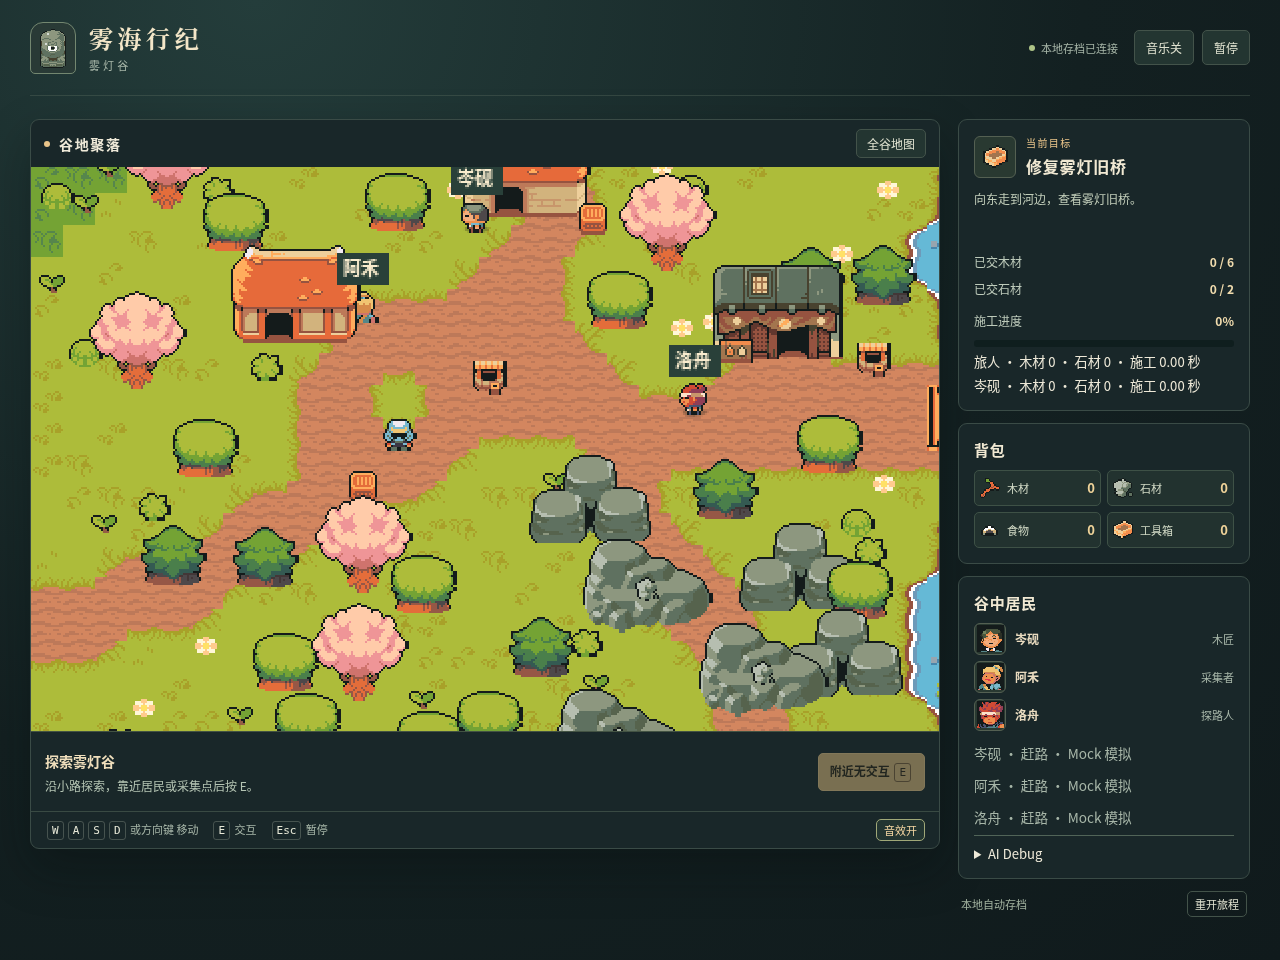 雾海行纪
雾灯谷
本地存档已连接
音乐关
暂停
谷地聚落
全谷地图
岑砚
阿禾
洛舟
探索雾灯谷
沿小路探索，靠近居民或采集点后按 E。
附近无交互 E
W A S D 或方向键 移动 E 交互 Esc 暂停
音效开
当前目标
修复雾灯旧桥
向东走到河边，查看雾灯旧桥。
已交木材 0 / 6
已交石材 0 / 2
施工进度 0%
旅人 · 木材 0 · 石材 0 · 施工 0.00 秒
岑砚 · 木材 0 · 石材 0 · 施工 0.00 秒
背包
木材 0 石材 0
食物 0 工具箱 0
谷中居民
岑砚 木匠
阿禾 采集者
洛舟 探路人
岑砚 · 赶路 · Mock 模拟
阿禾 · 赶路 · Mock 模拟
洛舟 · 赶路 · Mock 模拟
AI Debug
本地自动存档
重开旅程